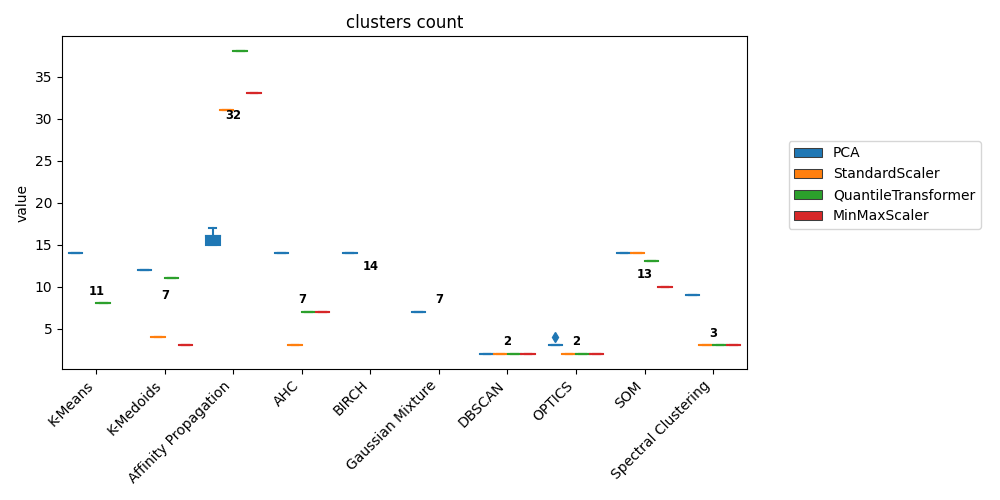 clusters count
value
35
30
25
20
15
10
5
11
7
32
7
14
7
2
2
13
3
K-Means
K-Medoids
Affinity Propagation
AHC
BIRCH
Gaussian Mixture
DBSCAN
OPTICS
SOM
Spectral Clustering
PCA
StandardScaler
QuantileTransformer
MinMaxScaler